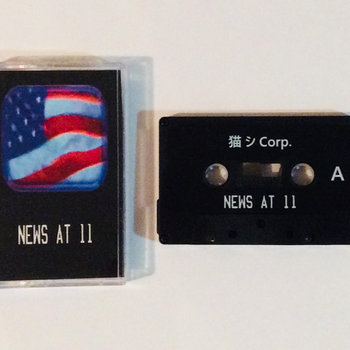 NEWS AT 11
猫 シ Corp.
NEWS AT 11
A